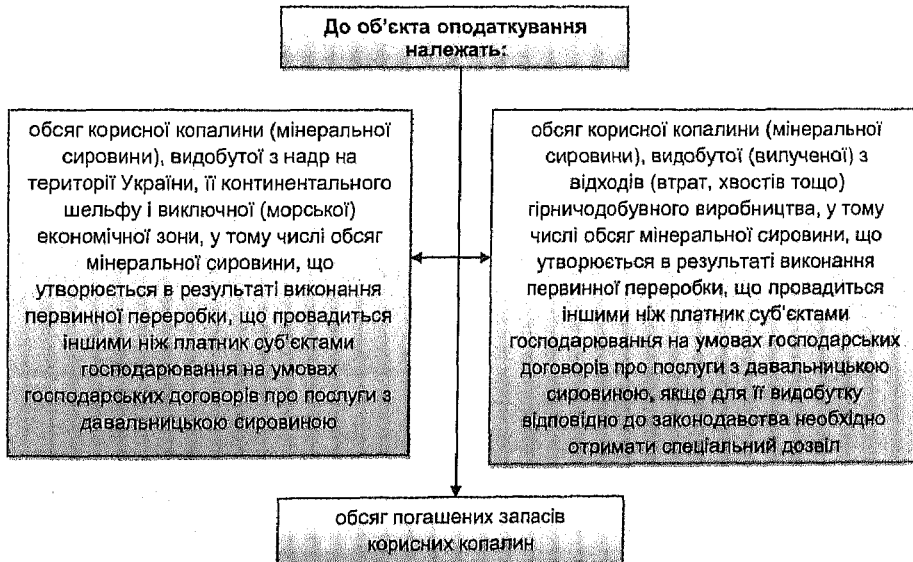 До об'єкта оподаткування
належать:
обсяг корисної копалини (мінеральної
сировини), видобутої з надр на
території України, її континентального
шельфу і виключної (морської)
економічної зони, у тому числі обсяг
мінеральної сировини, що
утворюється в результаті виконання
первинної переробки, що провадиться
іншими ніж платник суб'єктами
господарювання на умовах
господарських договорів про послуги з
давальницькою сировиною
обсяг корисної копалини (мінеральної
сировини), видобутої (вилученої) з
відходів (втрат, хвостів тощо)
гірничодобувного виробництва, у тому
числі обсяг мінеральної сировини, що
утворюється в результаті виконання
первинної переробки, що провадиться
іншими ніж платник суб'єктами
господарювання на умовах господарських
договорів про послуги з давальницькою
сировиною, якщо для її видобутку
відповідно до законодавства необхідно
отримати спеціальний дозвіл
обсяг погашених запасів
корисних копалин